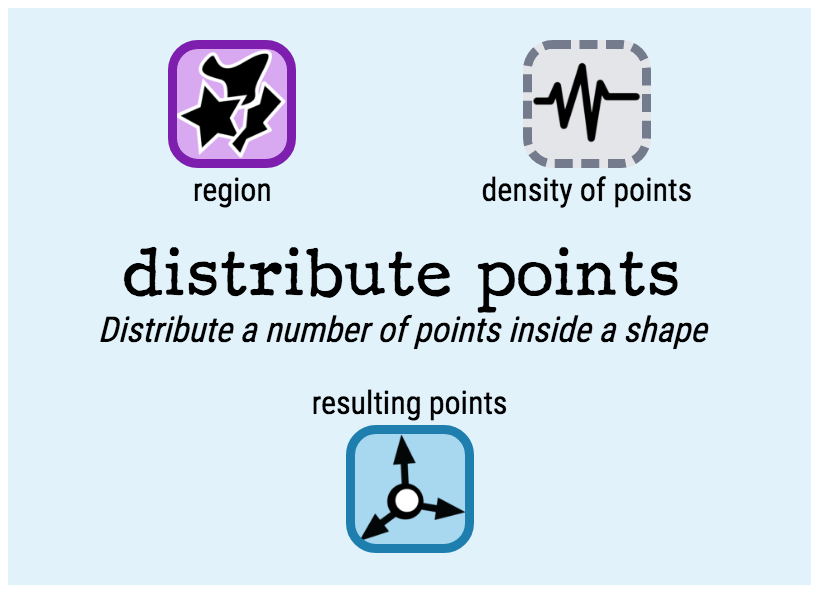 region
density of points
distribute points
Distribute a number of points inside a shape
resulting points